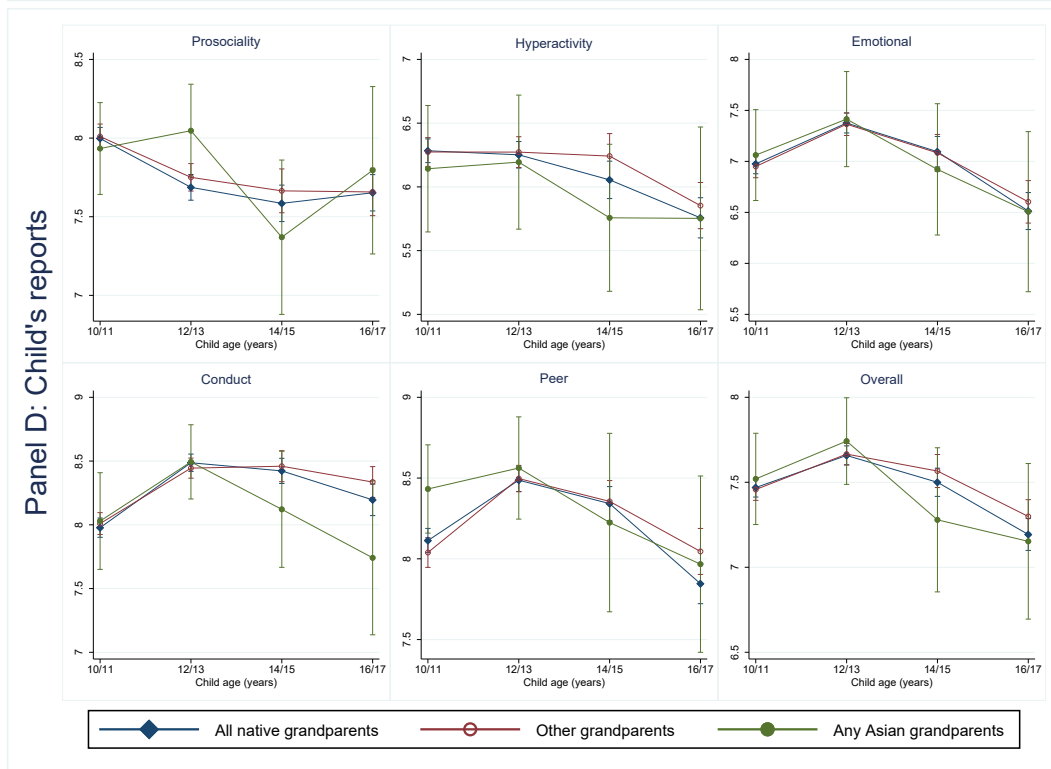 Panel D: Child's reports
Prosociality
8.5
8
7.5
7
10/11 12/13 14/15 16/17
Child age (years)
Hyperactivity
7
6.5
6
5.5
5
10/11 12/13 14/15 16/17
Child age (years)
Emotional
8
7.5
7
6.5
6
5.5
10/11 12/13 14/15 16/17
Child age (years)
Conduct
9
8.5
8
7.5
7
10/11 12/13 14/15 16/17
Child age (years)
Peer
9
8.5
8
7.5
10/11 12/13 14/15 16/17
Child age (years)
Overall
8
7.5
7
6.5
10/11 12/13 14/15 16/17
Child age (years)
All native grandparents Other grandparents Any Asian grandparents